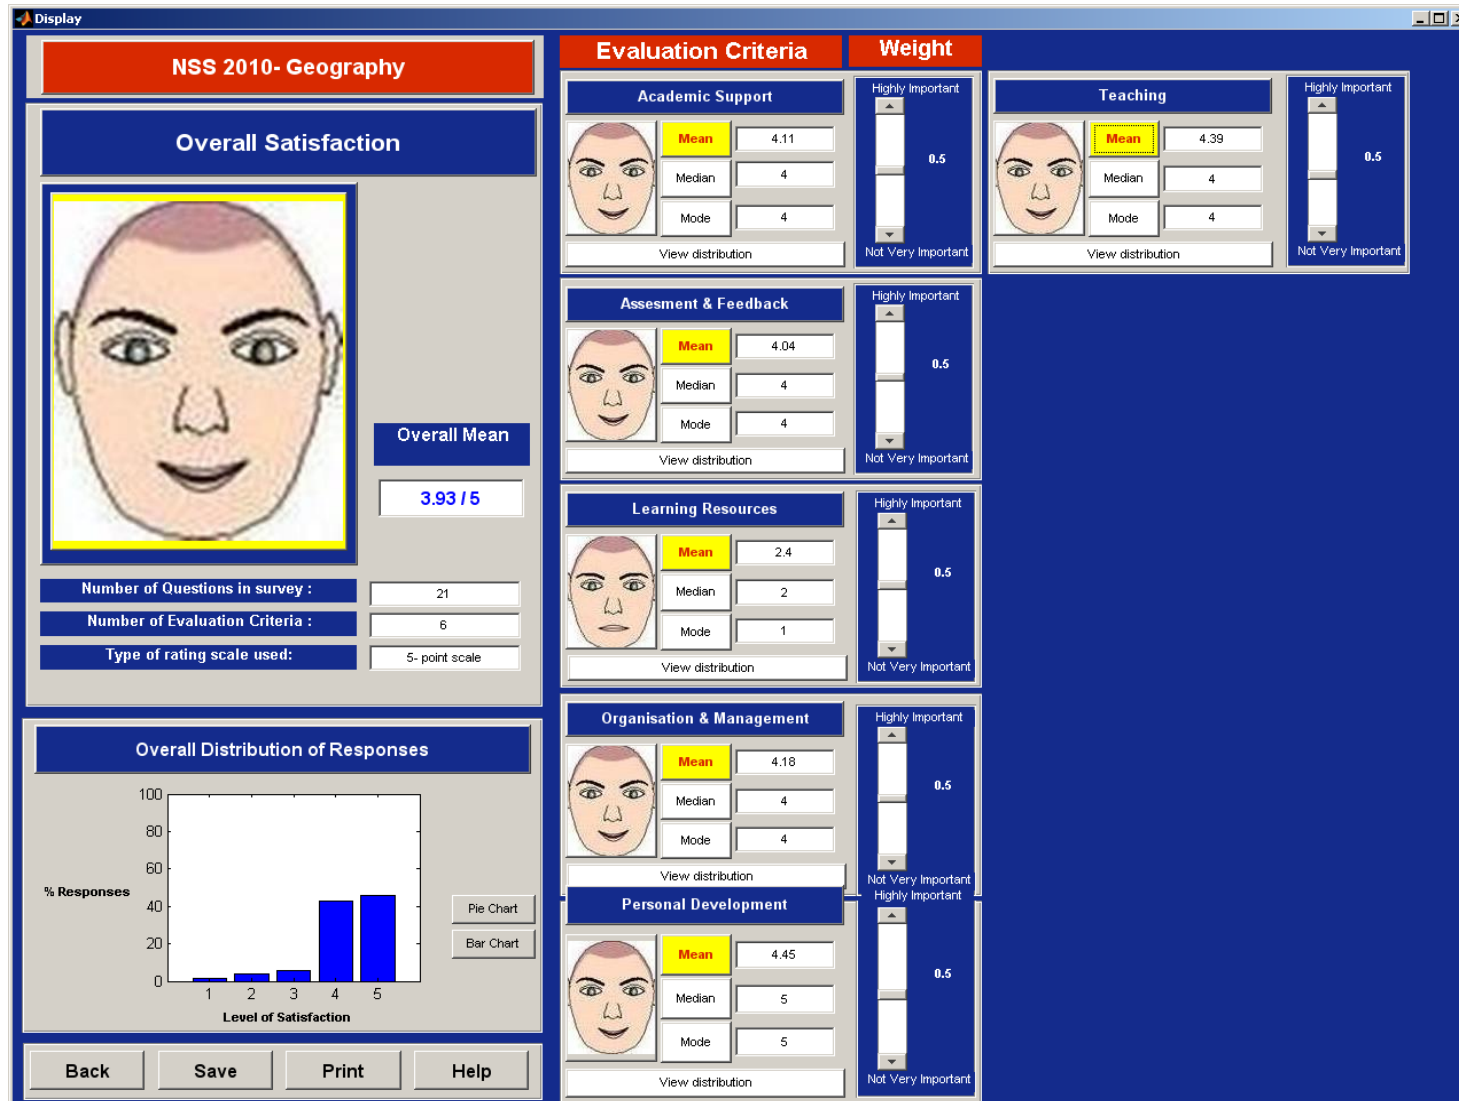 Display
NSS 2010- Geography
Overall Satisfaction
Overall Mean
3.93 / 5
Number of Questions in survey :
21
Number of Evaluation Criteria :
6
Type of rating scale used:
5- point scale
Overall Distribution of Responses
100
80
60
40
20
0
% Responses
1 2 3 4 5
Level of Satisfaction
Pie Chart
Bar Chart
Back
Save
Print
Help
Evaluation Criteria
Weight
Academic Support
Mean
4.11
Median
4
Mode
4
View distribution
Highly Important
0.5
Not Very Important
Assesment & Feedback
Mean
4.04
Median
4
Mode
4
View distribution
Highly Important
0.5
Not Very Important
Learning Resources
Mean
2.4
Median
2
Mode
1
View distribution
Highly Important
0.5
Not Very Important
Organisation & Management
Mean
4.18
Median
4
Mode
4
View distribution
Highly Important
0.5
Not Very Important
Personal Development
Mean
4.45
Median
5
Mode
5
View distribution
Highly Important
0.5
Not Very Important
Teaching
Mean
4.39
Median
4
Mode
4
View distribution
Highly Important
0.5
Not Very Important